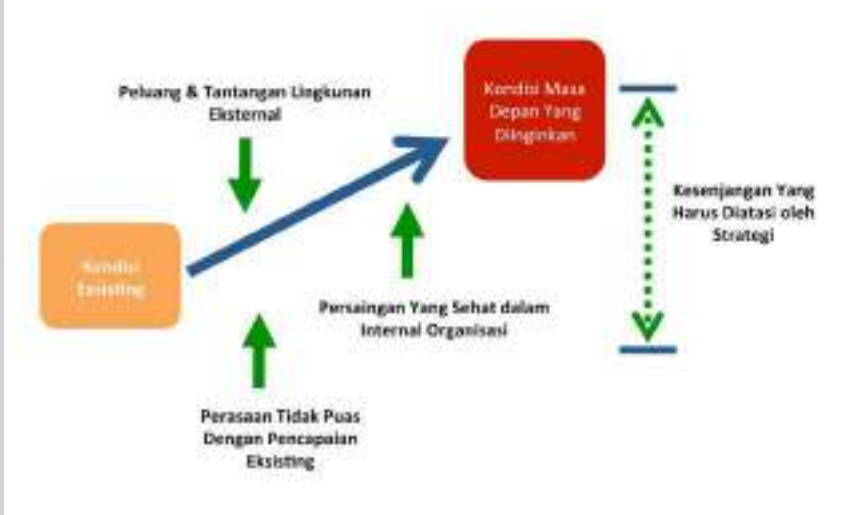 Peluang & Tantangan Lingkunan
Eksternal
Kondisi Masa
Depan Yang
Diinginkan
Kesenjangan Yang
Harus Diatasi oleh
Strategi
Kondisi
Exsisting
Persaingan Yang Sehat dalam
Internal Organisasi
Perasaan Tidak Puas
Dengan Pencapaian
Eksisting